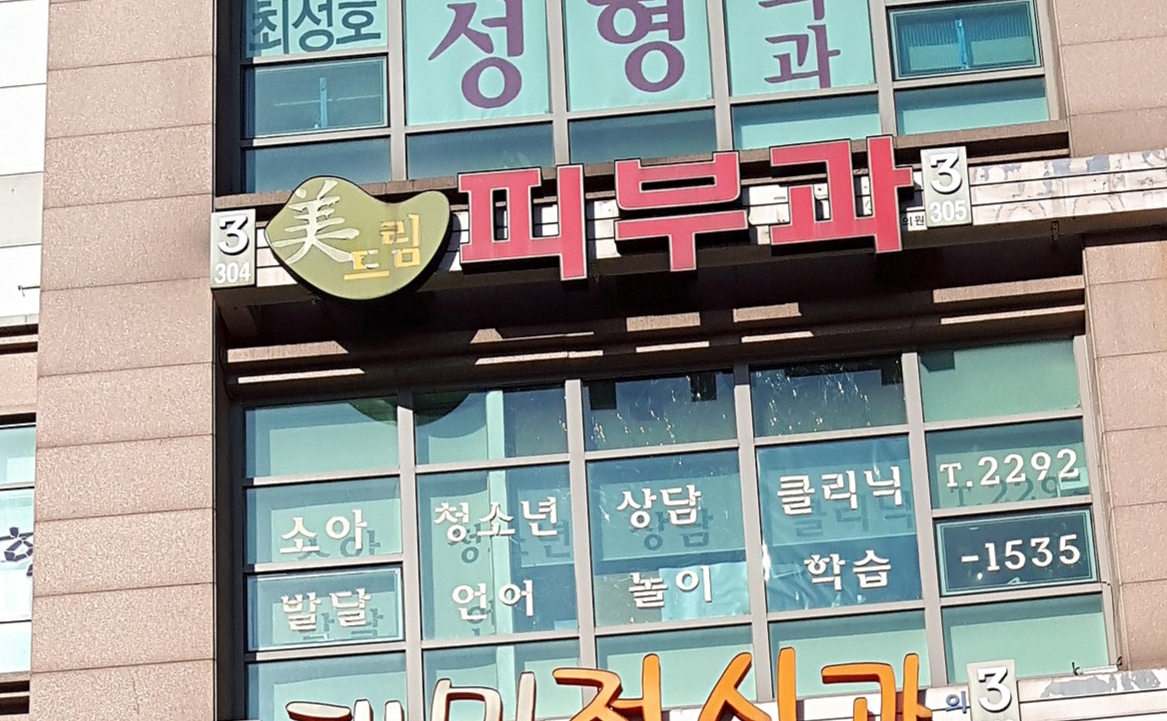 최성호
성형
과
3
304
美
드림
피부과
의원
3
305
소아 청소년 상담 클리닉 T.2292
발달 언어 놀이 학습 -1535
정신과
의
3